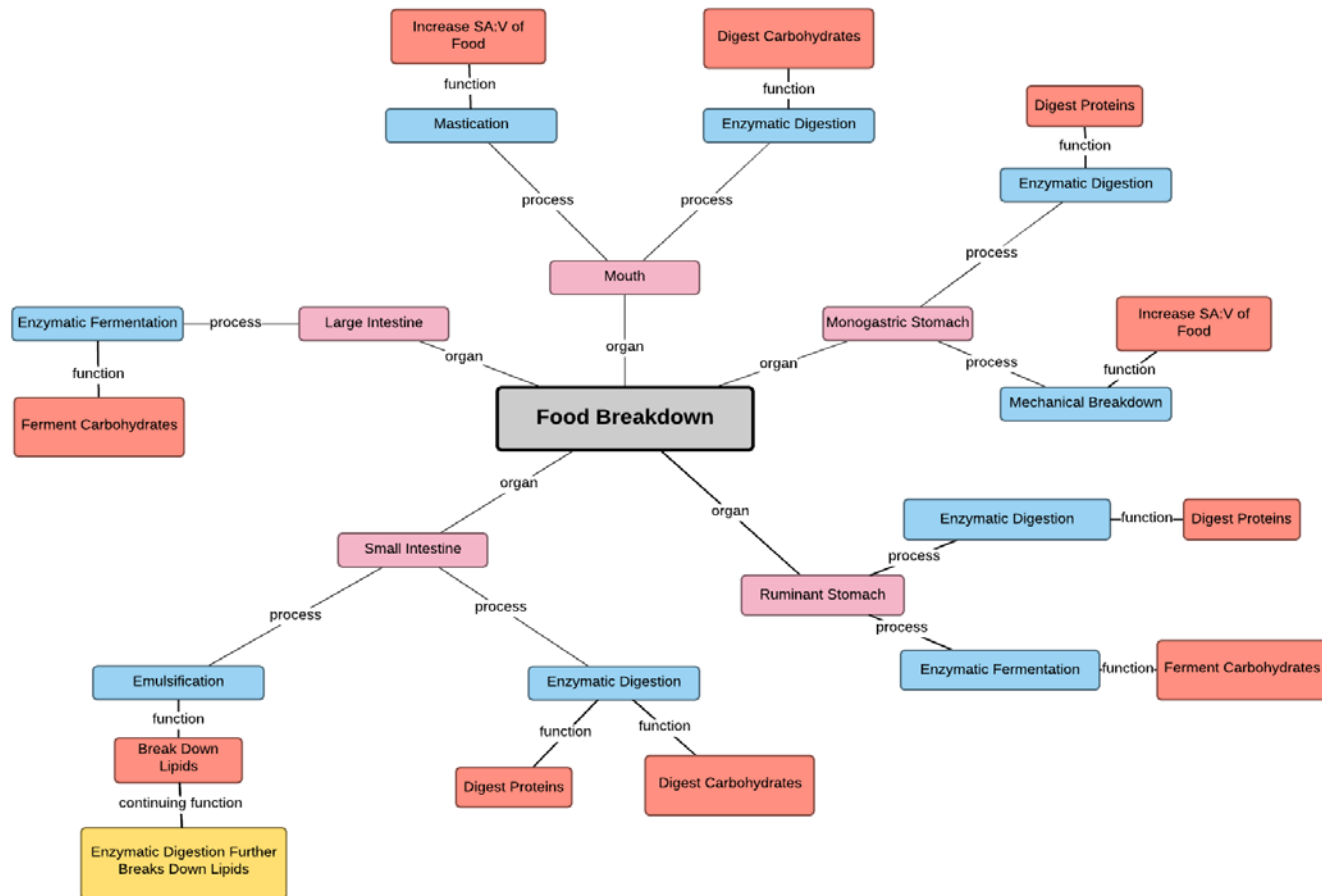 Increase SA:V of
Food
function
Mastication
process
Digest Carbohydrates
function
Enzymatic Digestion
process
Mouth
organ
Digest Proteins
function
Enzymatic Digestion
process
Monogastric Stomach
organ
process
Increase SA:V of
Food
function
Mechanical Breakdown
Enzymatic Fermentation
process
Large Intestine
organ
function
Ferment Carbohydrates
Food Breakdown
organ
Small Intestine
process
Emulsification
function
Break Down
Lipids
continuing function
Enzymatic Digestion Further
Breaks Down Lipids
process
Enzymatic Digestion
function
Digest Proteins
function
Digest Carbohydrates
organ
Ruminant Stomach
process
Enzymatic Digestion
function
Digest Proteins
process
Enzymatic Fermentation
function
Ferment Carbohydrates